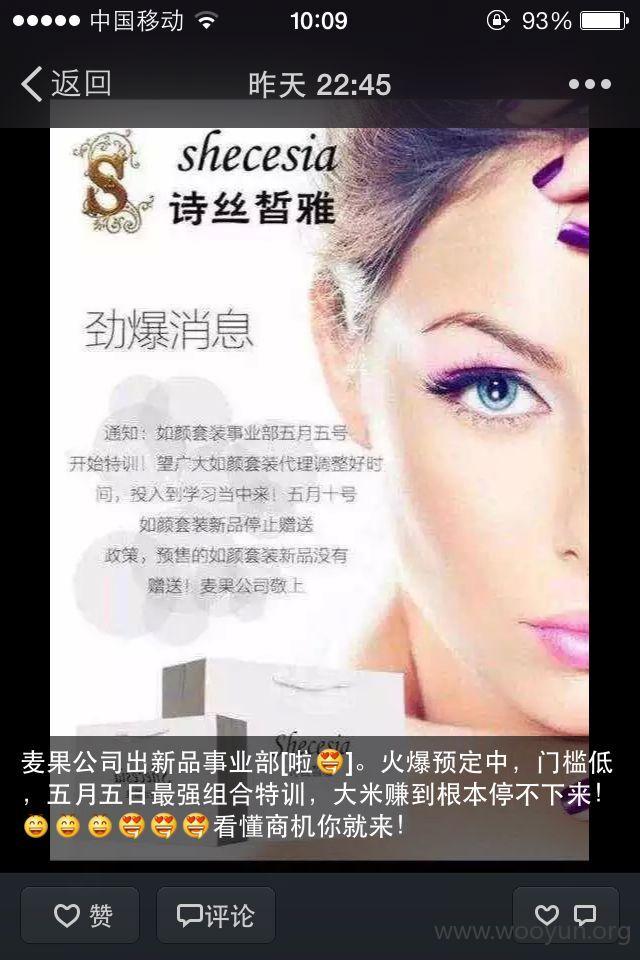 中国移动
10:09
93%
返回
昨天 22:45
S
shecesia
诗丝皙雅
劲爆消息
通知：如颜套装事业部五月五号
开始特训！望广大如颜套装代理调整好时
间，投入到学习当中来！五月十号
如颜套装新品停止赠送
政策，预售的如颜套装新品没有
赠送！麦果公司敬上
Shecesia
麦果公司出新品事业部[啦😍]。火爆预定中，门槛低
，五月五日最强组合特训，大米赚到根本停不下来！
😄😄😄😍😍😍看懂商机你就来！
赞
评论
www.wooyun.org